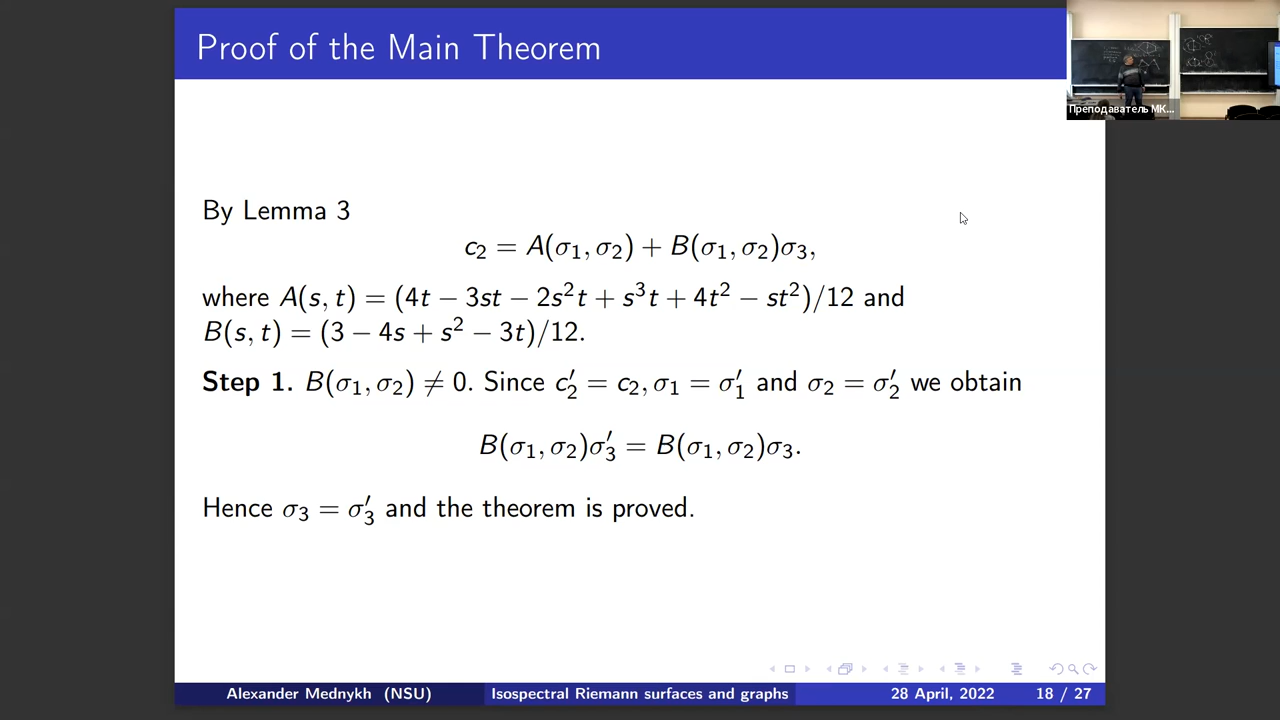 Proof of the Main Theorem
Преподаватель МК...
By Lemma 3
c₂ = A(σ₁, σ₂) + B(σ₁, σ₂)σ₃,
where A(s, t) = (4t − 3st − 2s²t + s³t + 4t² − st²)/12 and
B(s, t) = (3 − 4s + s² − 3t)/12.
Step 1. B(σ₁, σ₂) ≠ 0. Since c₂′ = c₂, σ₁ = σ₁′ and σ₂ = σ₂′ we obtain
B(σ₁, σ₂)σ₃′ = B(σ₁, σ₂)σ₃.
Hence σ₃ = σ₃′ and the theorem is proved.
Alexander Mednykh (NSU) Isospectral Riemann surfaces and graphs 28 April, 2022 18 / 27